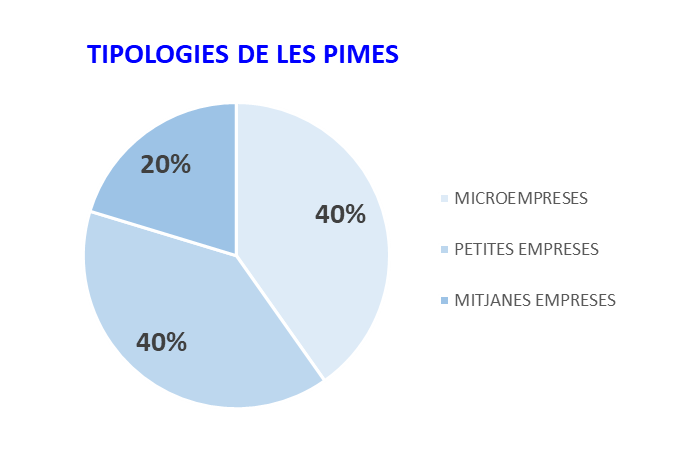 TIPOLOGIES DE LES PIMES
20%
40%
40%
MICROEMPRESES
PETITES EMPRESES
MITJANES EMPRESES